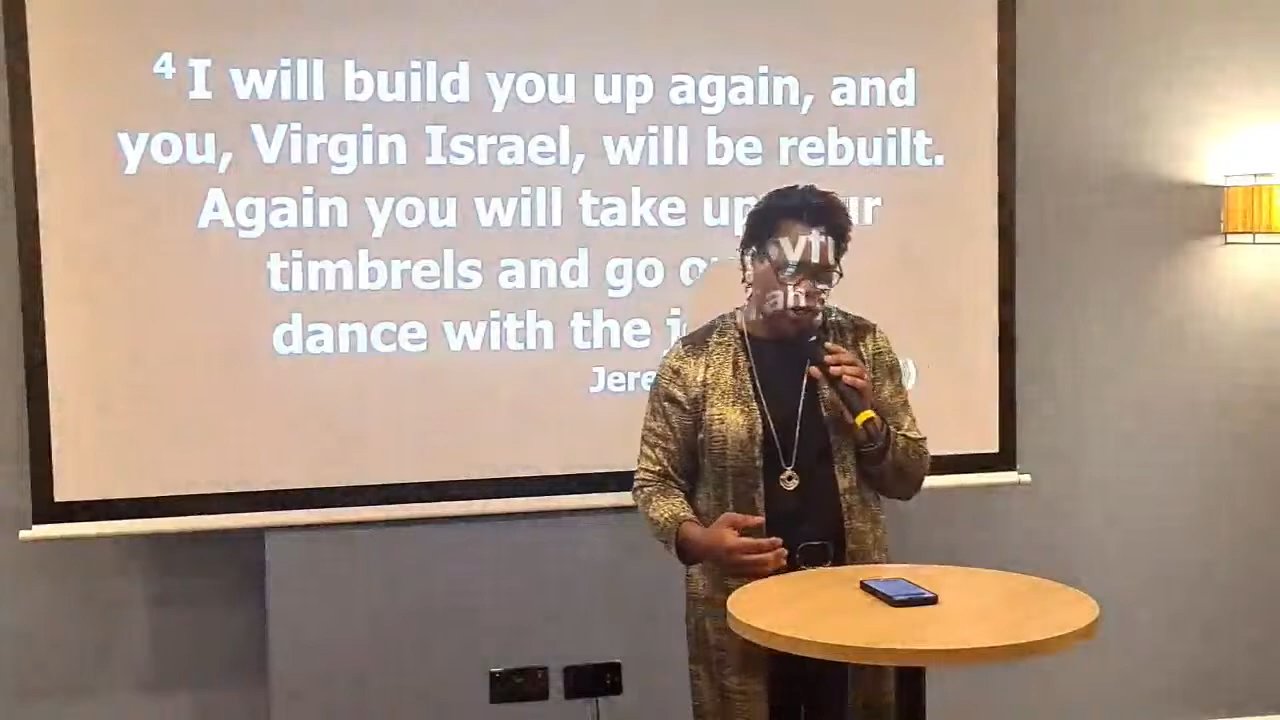 4 I will build you up again, and
you, Virgin Israel, will be rebuilt.
Again you will take up
timbrels and go
dance with the